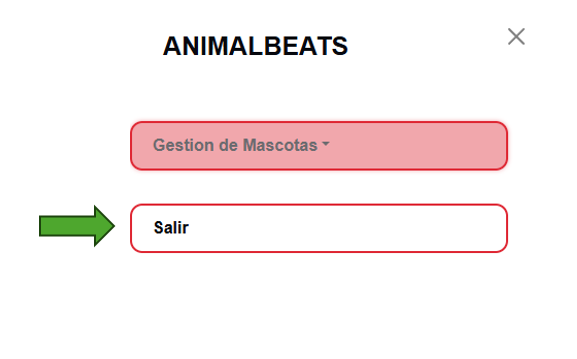 ANIMALBEATS
Gestion de Mascotas
Salir